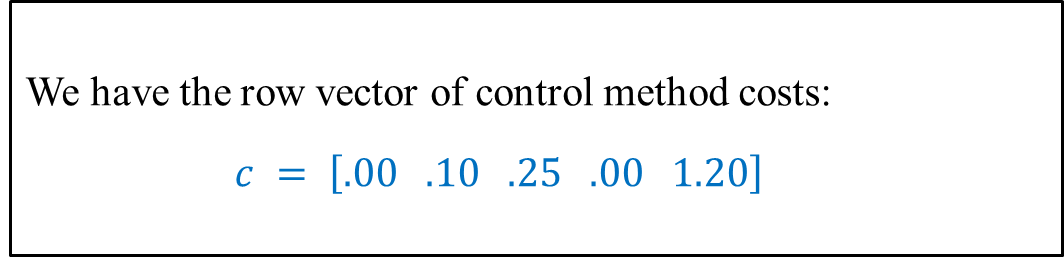 We have the row vector of control method costs:
c = [.00 .10 .25 .00 1.20]